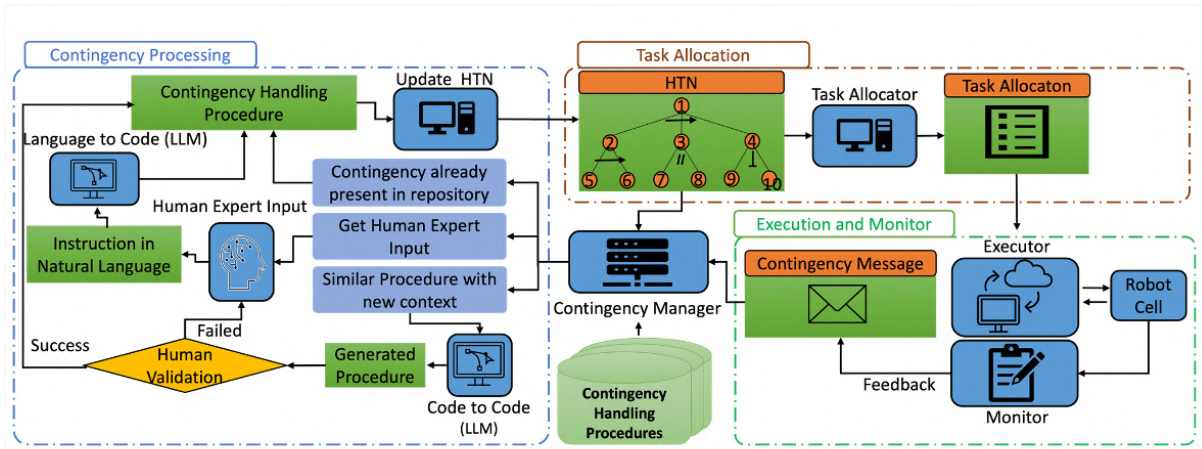 Contingency Processing
Contingency Handling
Procedure
Update HTN
Language to Code (LLM)
Contingency already
present in repository
Human Expert Input
Get Human Expert
Input
Instruction in
Natural Language
Similar Procedure with
new context
Failed
Success
Human
Validation
Generated
Procedure
Code to Code
(LLM)
Task Allocation
HTN
1
2
3
4
//
5
6
7
8
9
10
Task Allocator
Task Allocaton
Contingency Manager
Contingency
Handling
Procedures
Execution and Monitor
Contingency Message
Executor
Robot
Cell
Feedback
Monitor